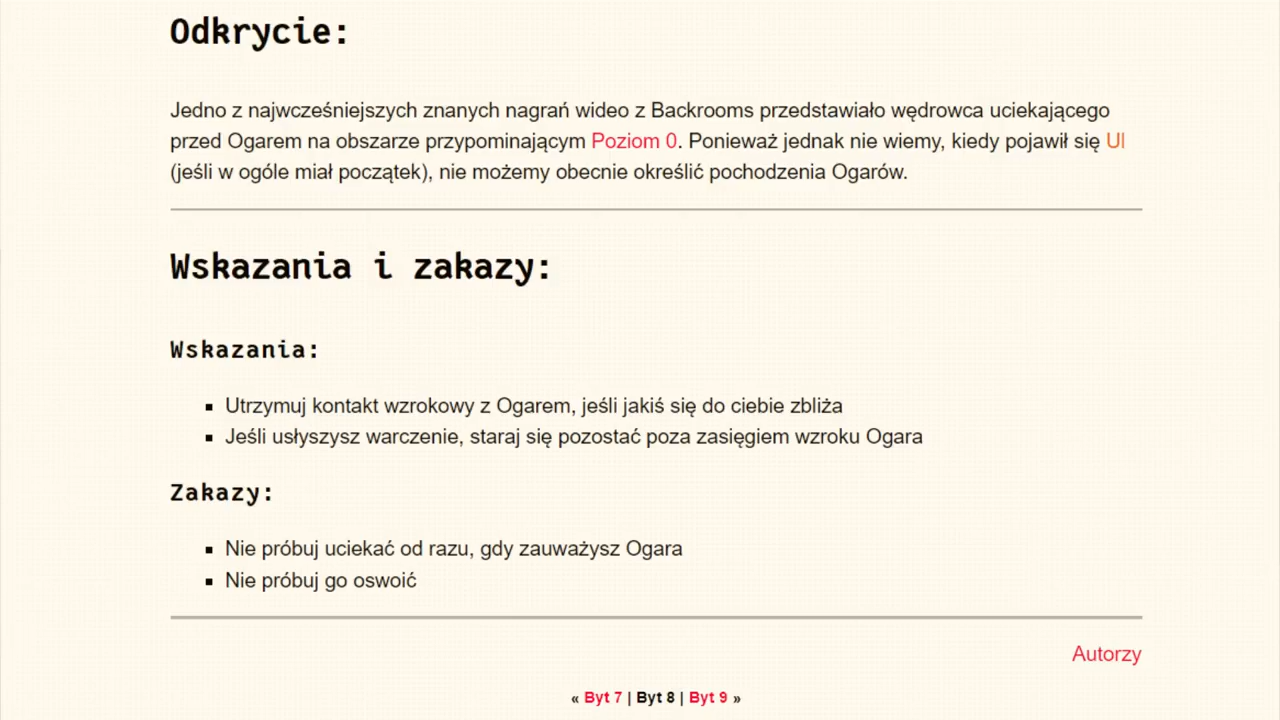 Odkrycie:
Jedno z najwcześniejszych znanych nagrań wideo z Backrooms przedstawiało wędrowca uciekającego
przed Ogarem na obszarze przypominającym Poziom 0. Ponieważ jednak nie wiemy, kiedy pojawił się Ul
(jeśli w ogóle miał początek), nie możemy obecnie określić pochodzenia Ogarów.
Wskazania i zakazy:
Wskazania:
▪ Utrzymuj kontakt wzrokowy z Ogarem, jeśli jakiś się do ciebie zbliża
▪ Jeśli usłyszysz warczenie, staraj się pozostać poza zasięgiem wzroku Ogara
Zakazy:
▪ Nie próbuj uciekać od razu, gdy zauważysz Ogara
▪ Nie próbuj go oswoić
Autorzy
« Byt 7 | Byt 8 | Byt 9 »